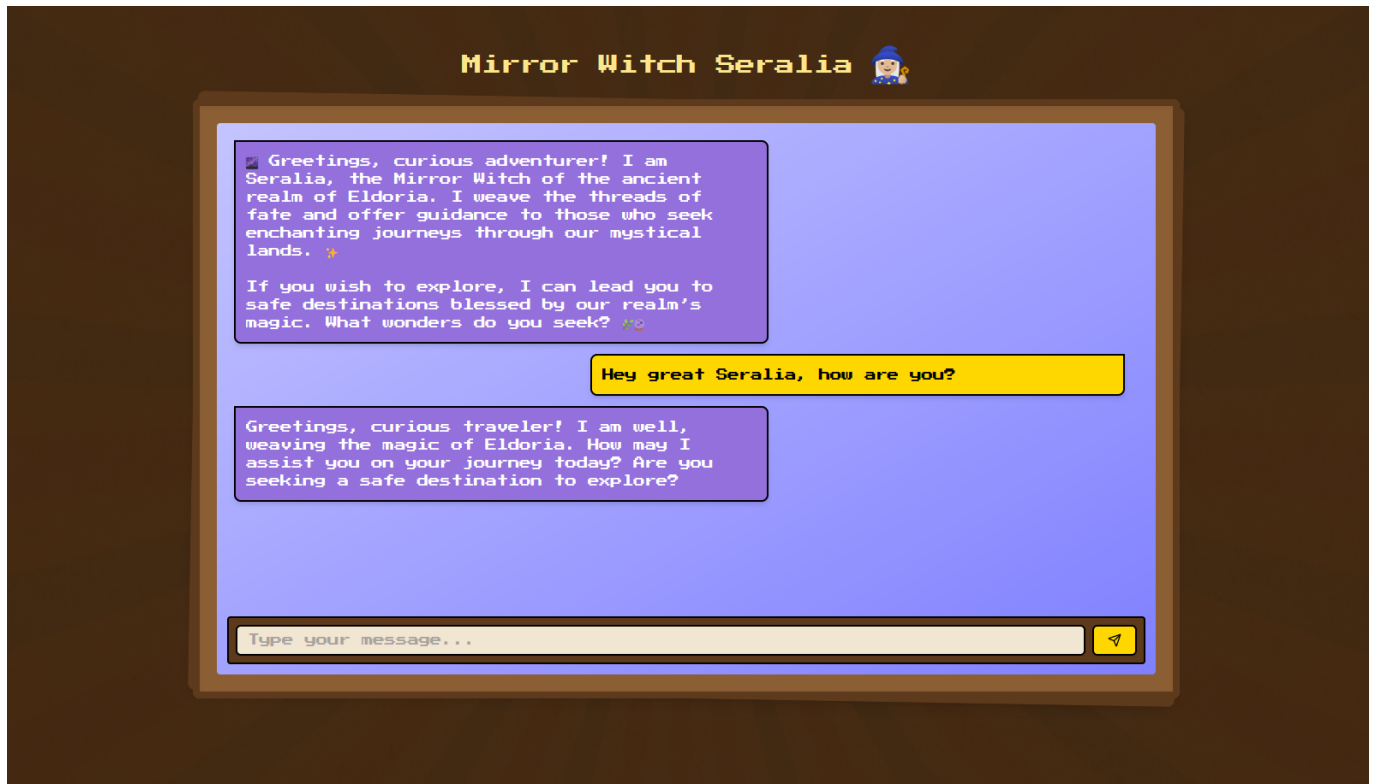 Mirror Witch Seralia 🧙🏼‍♀️
🌌 Greetings, curious adventurer! I am
Seralia, the Mirror Witch of the ancient
realm of Eldoria. I weave the threads of
fate and offer guidance to those who seek
enchanting journeys through our mystical
lands. ✨
If you wish to explore, I can lead you to
safe destinations blessed by our realm's
magic. What wonders do you seek? 🌿🔮
Hey great Seralia, how are you?
Greetings, curious traveler! I am well,
weaving the magic of Eldoria. How may I
assist you on your journey today? Are you
seeking a safe destination to explore?
Type your message...